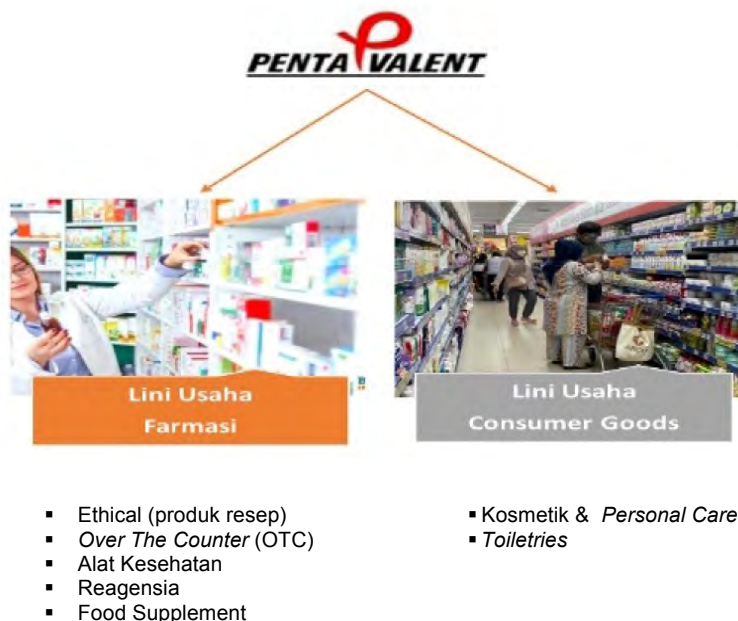 PENTA VALENT
Lini Usaha
Farmasi
Lini Usaha
Consumer Goods
▪ Ethical (produk resep)
▪ Over The Counter (OTC)
▪ Alat Kesehatan
▪ Reagensia
▪ Food Supplement
▪ Kosmetik & Personal Care
▪ Toiletries